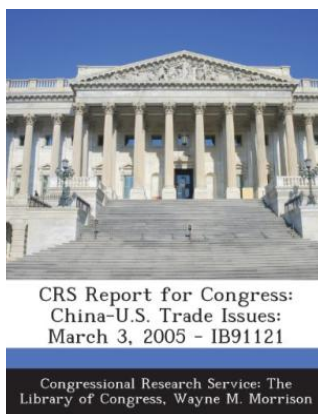 CRS Report for Congress:
China-U.S. Trade Issues:
March 3, 2005 - IB91121
Congressional Research Service: The
Library of Congress, Wayne M. Morrison